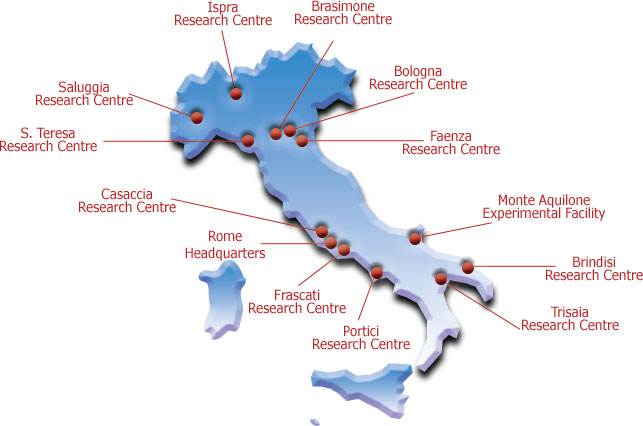 Ispra
Research Centre
Brasimone
Research Centre
Bologna
Research Centre
Saluggia
Research Centre
S. Teresa
Research Centre
Faenza
Research Centre
Casaccia
Research Centre
Monte Aquilone
Experimental Facility
Rome
Headquarters
Brindisi
Research Centre
Frascati
Research Centre
Trisaia
Research Centre
Portici
Research Centre